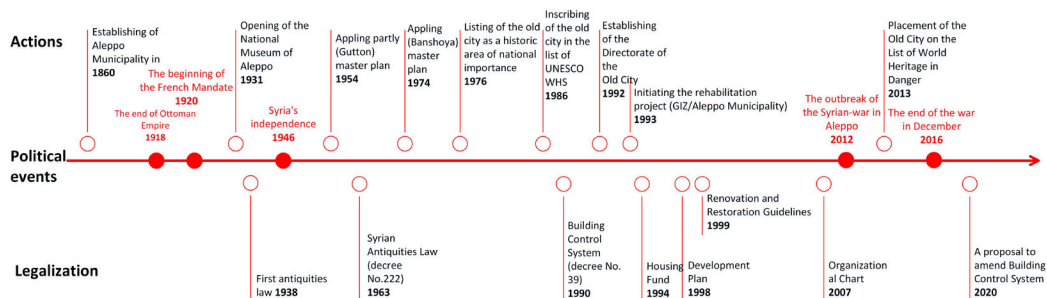 Actions
Establishing of
Aleppo
Municipality in
1860
The beginning of
the French Mandate
1920
The end of Ottoman
Empire
1918
Opening of the
National
Museum of
Aleppo
1931
Syria's
independence
1946
Appling partly
(Gutton) master
plan
1954
Appling
(Banshoya)
master
plan
1974
Listing of the old
city as a historic
area of national
importance
1976
Inscribing
of the old
city in the
list of
UNESCO
WHS
1986
Establishing
of the
Directorate of
the
Old City
1992
Initiating the rehabilitation
project (GIZ/Aleppo Municipality)
1993
The outbreak of
the Syrian-war in
Aleppo
2012
Placement of the
Old City on the
List of World
Heritage in
Danger
2013
The end of the war
in December
2016
Political
events
Legalization
First antiquities
law 1938
Syrian
Antiquities Law
(decree
No.222)
1963
Building
Control
System
(decree No.
39)
1990
Housing
Fund
1994
Development
Plan
1998
Renovation and
Restoration Guidelines
1999
Organization
al Chart
2007
A proposal to
amend Building
Control System
2020